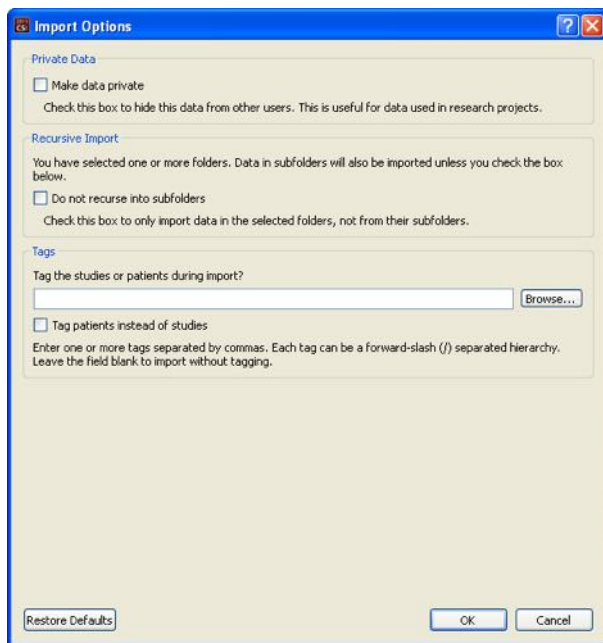 Import Options
Private Data
Make data private
Check this box to hide this data from other users. This is useful for data used in research projects.
Recursive Import
You have selected one or more folders. Data in subfolders will also be imported unless you check the box
below.
Do not recurse into subfolders
Check this box to only import data in the selected folders, not from their subfolders.
Tags
Tag the studies or patients during import?
Browse...
Tag patients instead of studies
Enter one or more tags separated by commas. Each tag can be a forward-slash (/) separated hierarchy.
Leave the field blank to import without tagging.
Restore Defaults OK Cancel